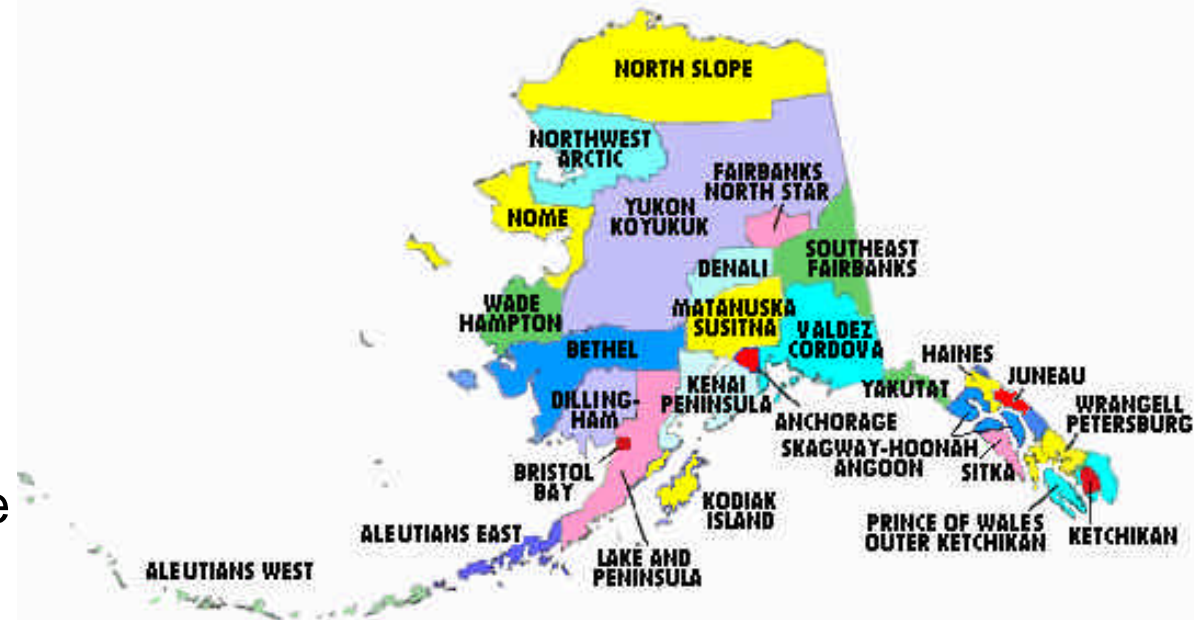 NORTH SLOPE
NORTHWEST
ARCTIC
FAIRBANKS
NORTH STAR
NOME
YUKON
KOYUKUK
SOUTHEAST
FAIRBANKS
DENALI
WADE
HAMPTON
MATANUSKA
SUSITNA
VALDEZ
CORDOVA
BETHEL
HAINES
JUNEAU
YAKUTAT
KENAI
PENINSULA
DILLING-
HAM
WRANGELL
PETERSBURG
ANCHORAGE
SKAGWAY-HOONAH
ANGOON
SITKA
BRISTOL
BAY
KODIAK
ISLAND
e
PRINCE OF WALES
OUTER KETCHIKAN
KETCHIKAN
ALEUTIANS EAST
LAKE AND
PENINSULA
ALEUTIANS WEST